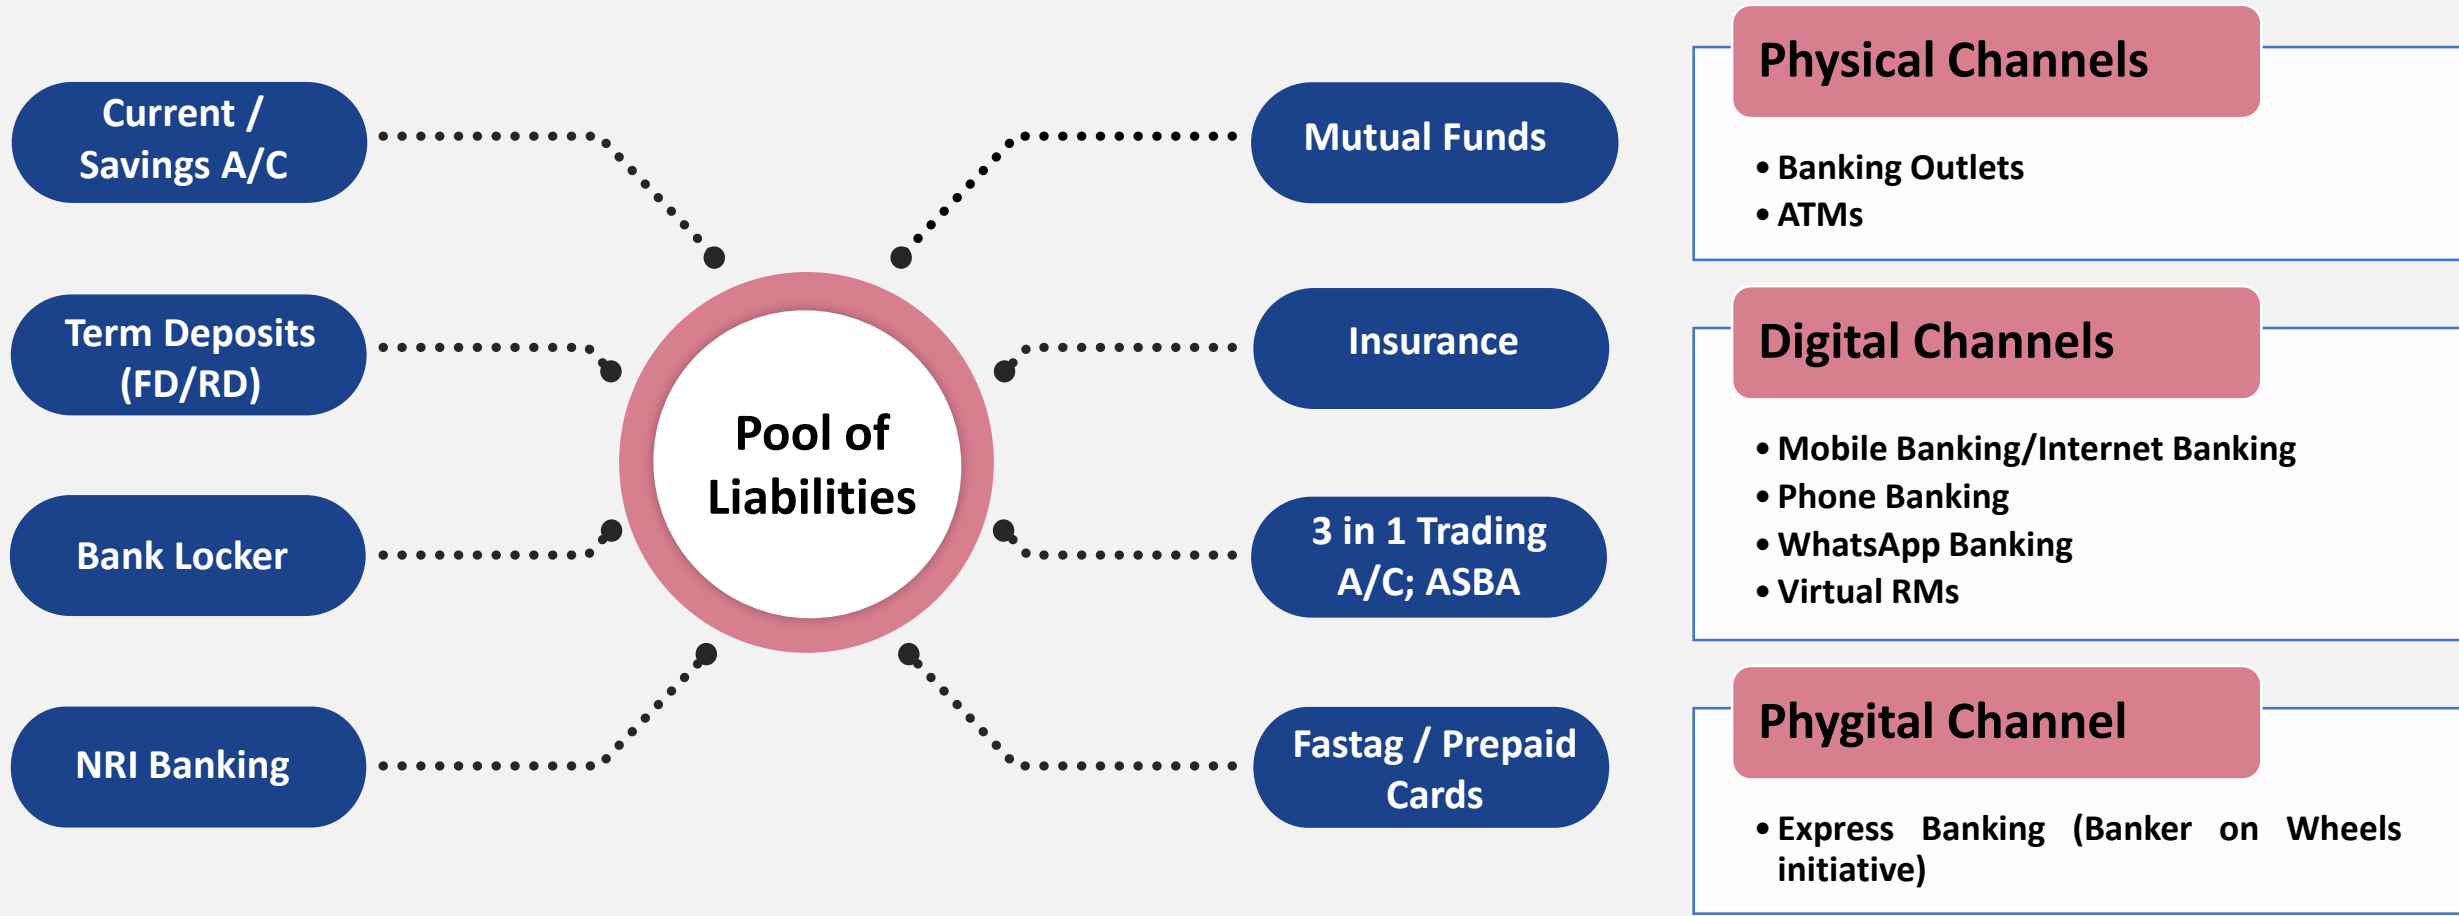 Current /
Savings A/C
Term Deposits
(FD/RD)
Bank Locker
NRI Banking
Pool of
Liabilities
Mutual Funds
Insurance
3 in 1 Trading
A/C; ASBA
Fastag / Prepaid
Cards
Physical Channels
• Banking Outlets
• ATMs
Digital Channels
• Mobile Banking/Internet Banking
• Phone Banking
• WhatsApp Banking
• Virtual RMs
Phygital Channel
• Express Banking (Banker on Wheels
initiative)